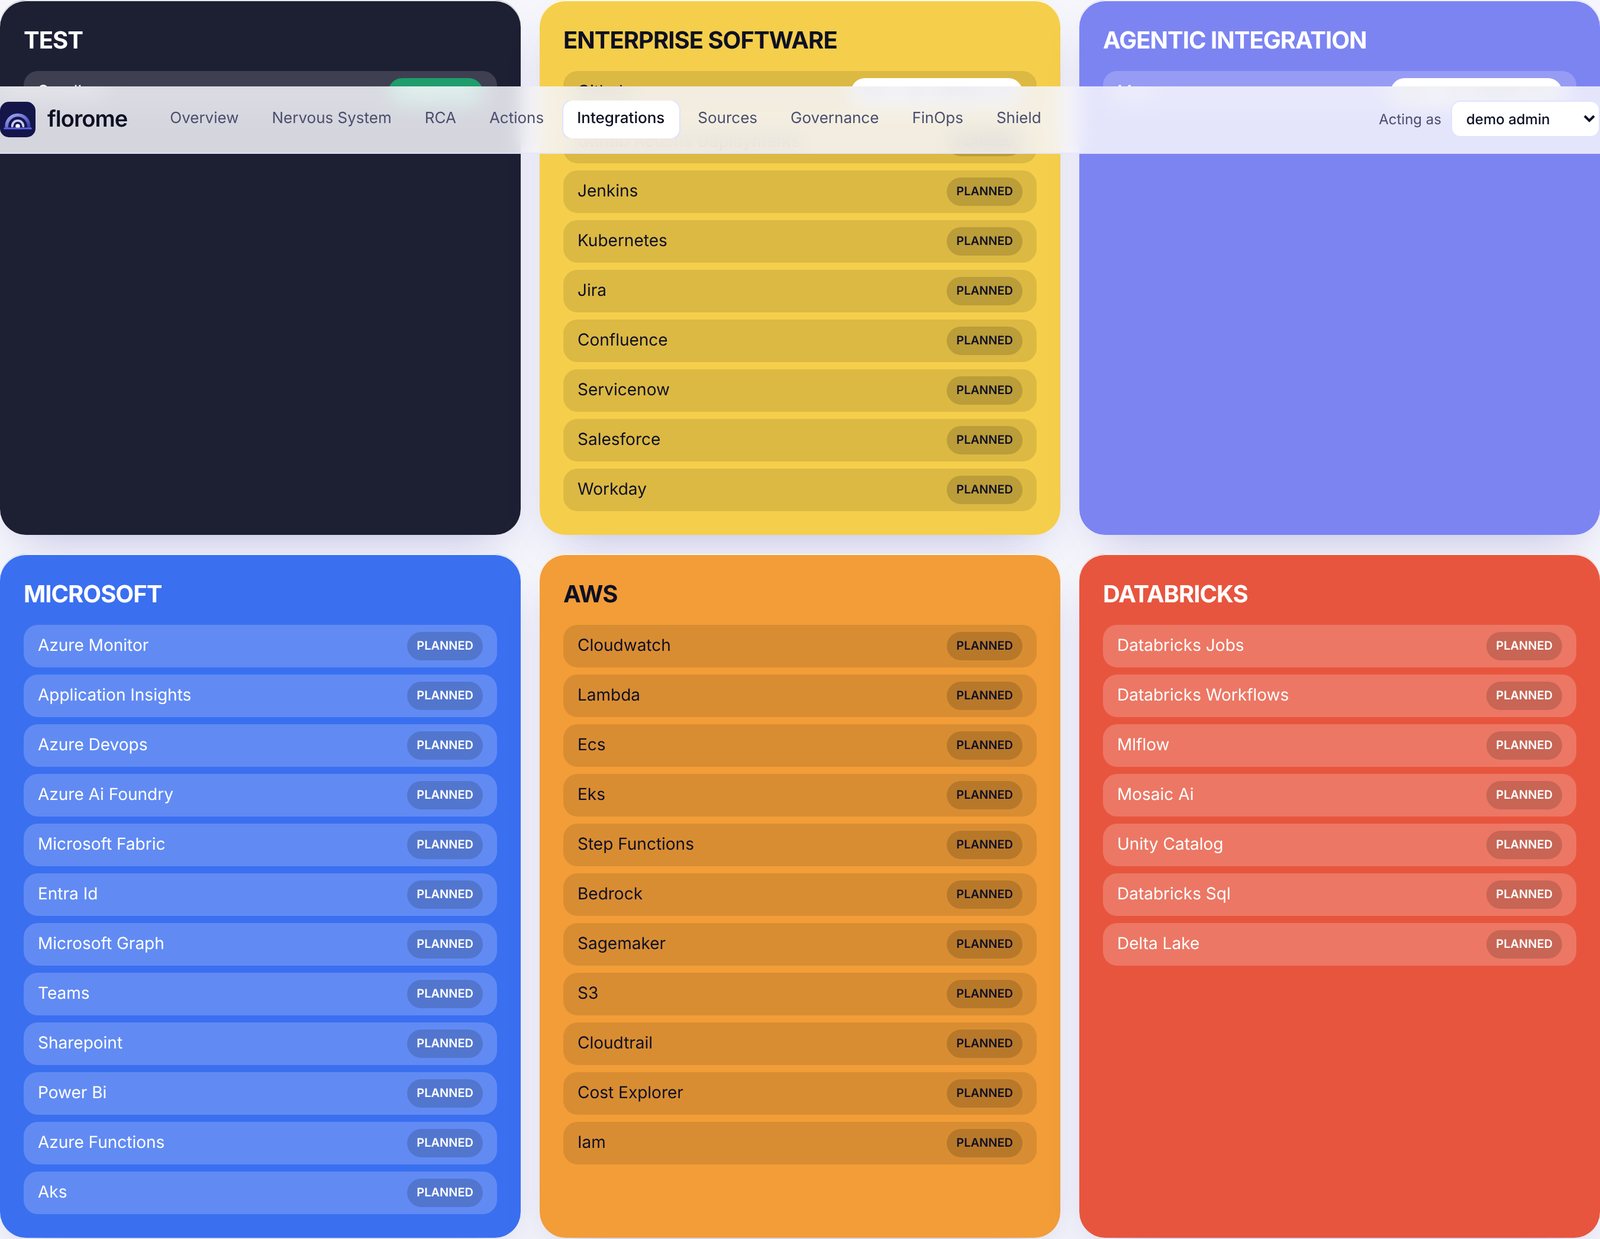 TEST
ENTERPRISE SOFTWARE
AGENTIC INTEGRATION
florome
Overview
Nervous System
RCA
Actions
Integrations
Sources
Governance
FinOps
Shield
Acting as
demo admin
Jenkins PLANNED
Kubernetes PLANNED
Jira PLANNED
Confluence PLANNED
Servicenow PLANNED
Salesforce PLANNED
Workday PLANNED
MICROSOFT
Azure Monitor PLANNED
Application Insights PLANNED
Azure Devops PLANNED
Azure Ai Foundry PLANNED
Microsoft Fabric PLANNED
Entra Id PLANNED
Microsoft Graph PLANNED
Teams PLANNED
Sharepoint PLANNED
Power Bi PLANNED
Azure Functions PLANNED
Aks PLANNED
AWS
Cloudwatch PLANNED
Lambda PLANNED
Ecs PLANNED
Eks PLANNED
Step Functions PLANNED
Bedrock PLANNED
Sagemaker PLANNED
S3 PLANNED
Cloudtrail PLANNED
Cost Explorer PLANNED
Iam PLANNED
DATABRICKS
Databricks Jobs PLANNED
Databricks Workflows PLANNED
Mlflow PLANNED
Mosaic Ai PLANNED
Unity Catalog PLANNED
Databricks Sql PLANNED
Delta Lake PLANNED